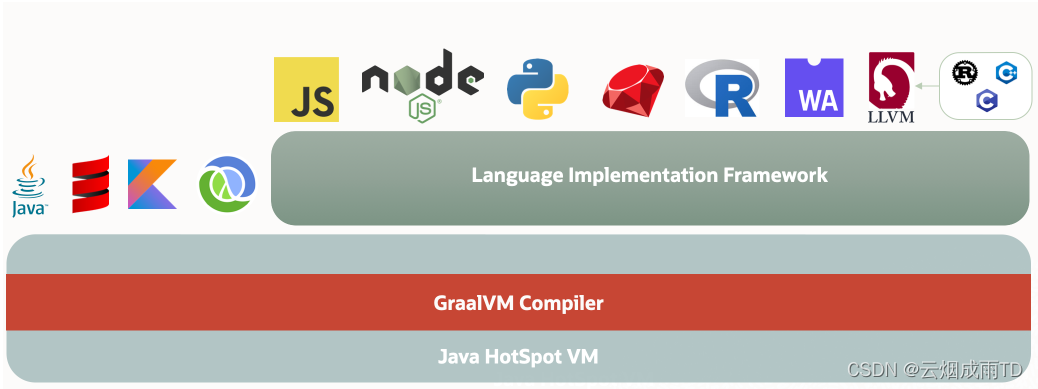 JS
node
JS
R
WA
LLVM
R
C++
C
Java™
Language Implementation Framework
GraalVM Compiler
Java HotSpot VM
CSDN @云烟成雨TD